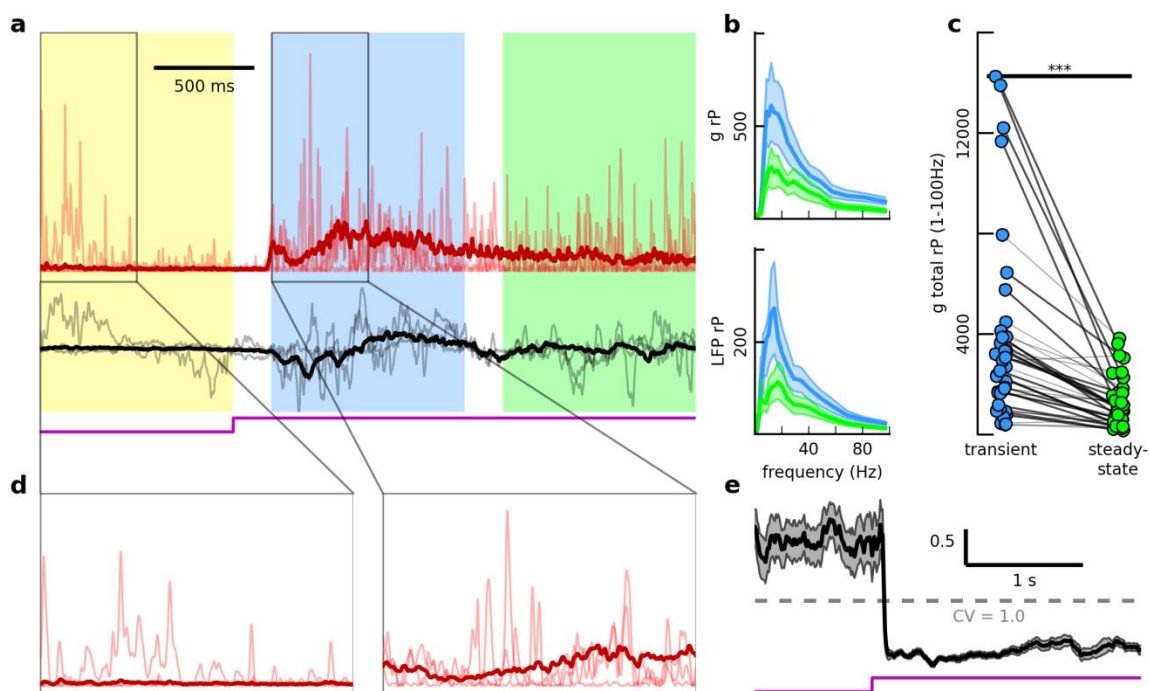 a
500 ms
b
g rP
500
LFP rP
200
40
80
frequency (Hz)
c
g total rP (1-100Hz)
12000
4000
***
transient
steady-
state
d
e
0.5
1 s
CV = 1.0